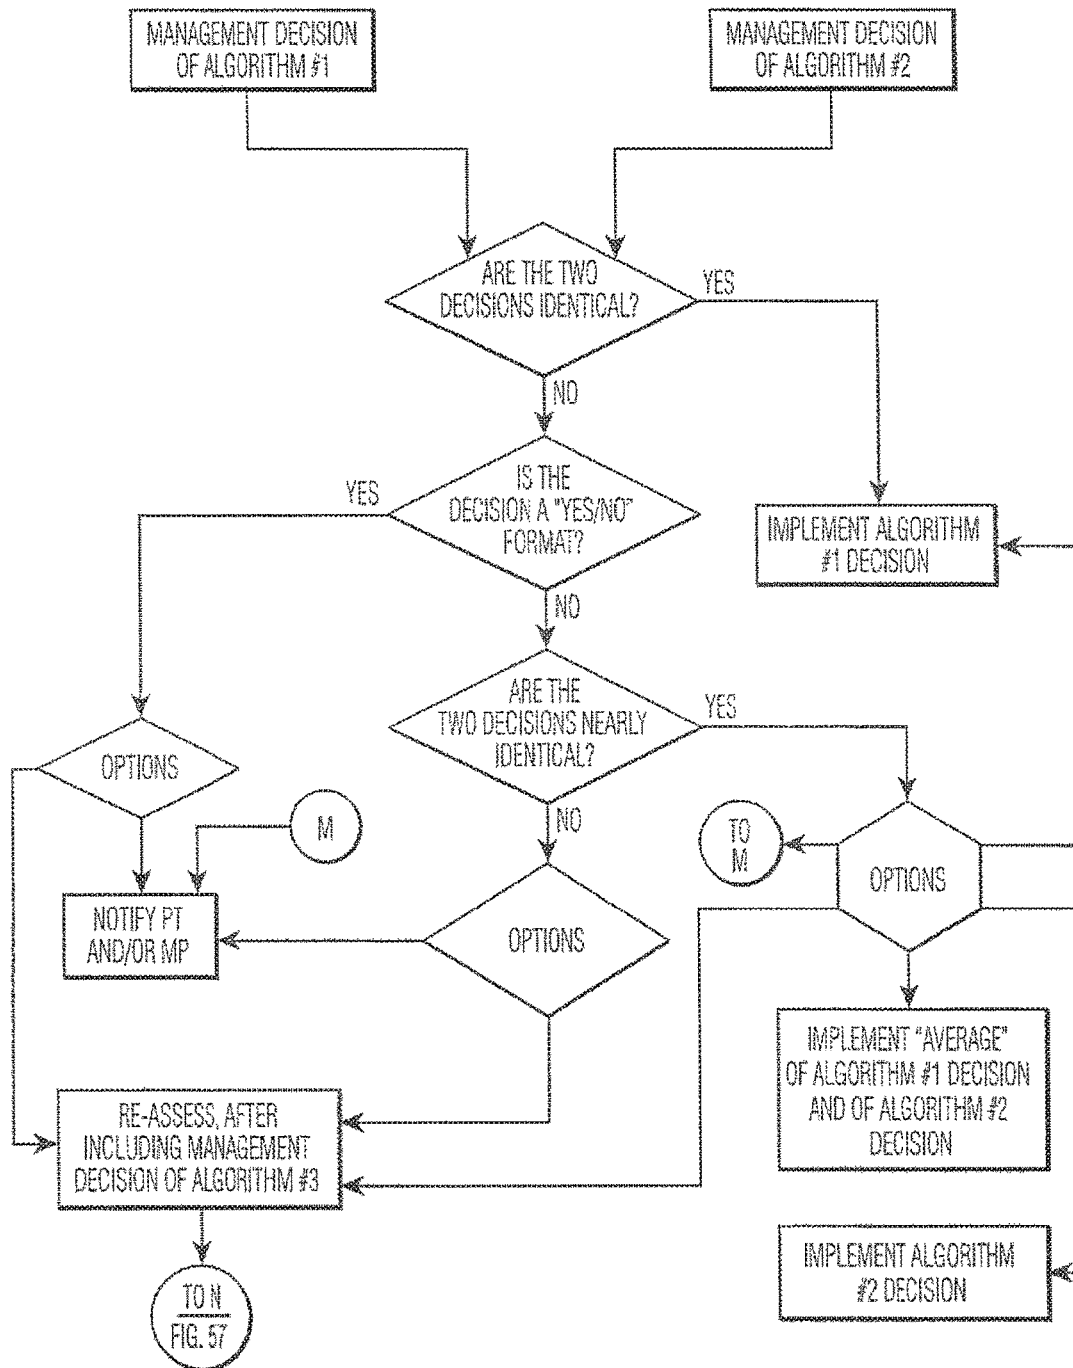 MANAGEMENT DECISION
OF ALGORITHM #1
MANAGEMENT DECISION
OF ALGORITHM #2
ARE THE TWO
DECISIONS IDENTICAL?
YES
NO
IS THE
DECISION A "YES/NO"
FORMAT?
YES
IMPLEMENT ALGORITHM
#1 DECISION
NO
ARE THE
TWO DECISIONS NEARLY
IDENTICAL?
YES
OPTIONS
M
NO
TO
M
OPTIONS
NOTIFY PT
AND/OR MP
OPTIONS
IMPLEMENT "AVERAGE"
OF ALGORITHM #1 DECISION
AND OF ALGORITHM #2
DECISION
RE-ASSESS, AFTER
INCLUDING MANAGEMENT
DECISION OF ALGORITHM #3
IMPLEMENT ALGORITHM
#2 DECISION
TO N
FIG. 57